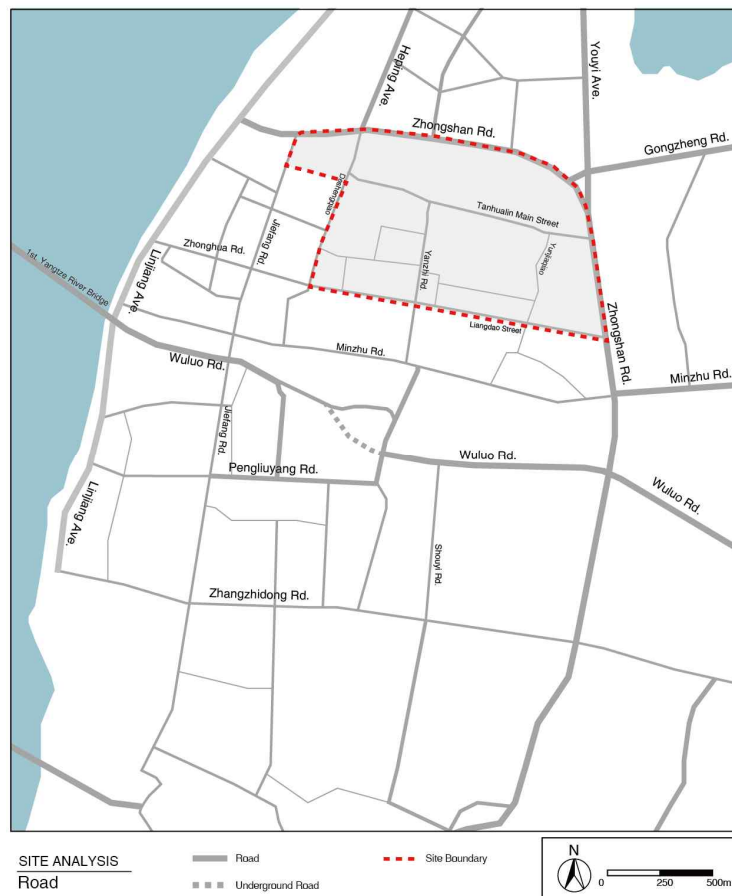 Heping Ave.
Youyi Ave.
Zhongshan Rd.
Gongzheng Rd.
Deshengqiao
Tanhualin Main Street
Jiefang Rd.
Zhonghua Rd.
Yanzhi Rd.
Yunjiaqiao
1st. Yangtze River Bridge
Linjiang Ave.
Liangdao Street
Zhongshan Rd.
Minzhu Rd.
Wuluo Rd.
Minzhu Rd.
Jiefang Rd.
Pengliuyang Rd.
Wuluo Rd.
Wuluo Rd.
Linjiang Ave.
Shouyi Rd.
Zhangzhidong Rd.
SITE ANALYSIS
Road
Road
Underground Road
Site Boundary
N
0 250 500m